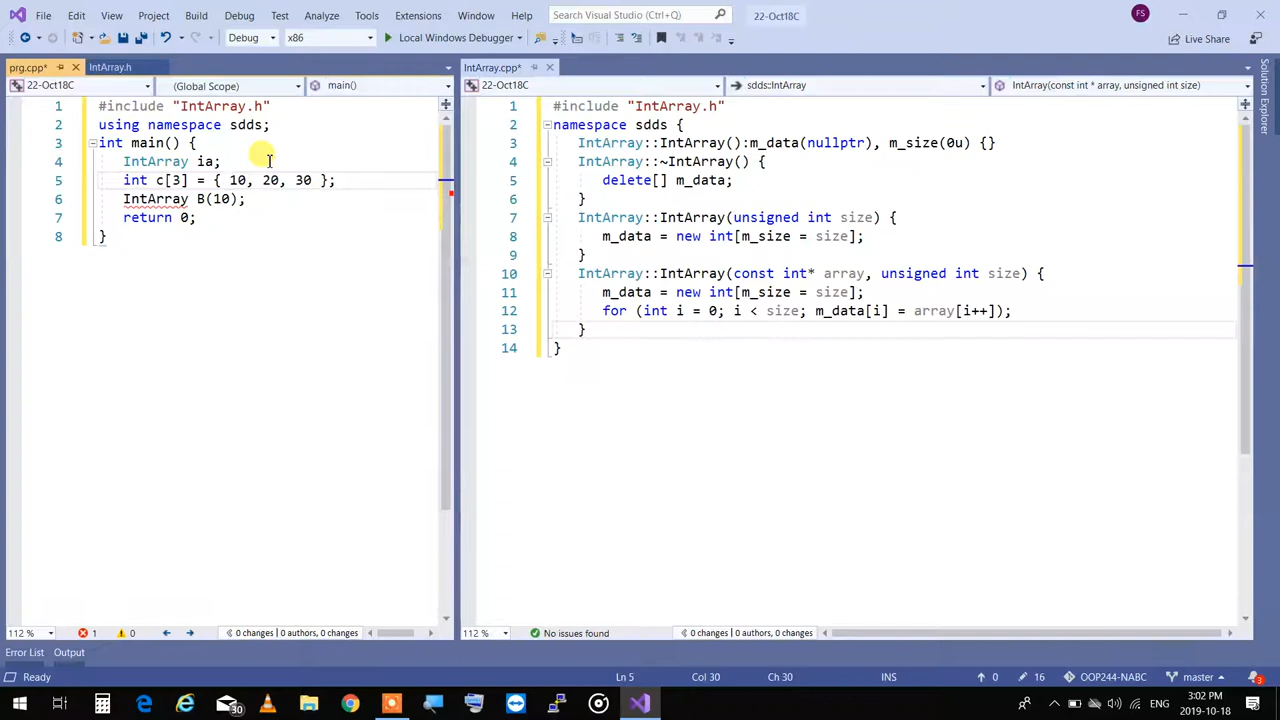 File Edit View Project Build Debug Test Analyze Tools Extensions Window Help Search Visual Studio 22-Oct18C FS
Debug x86 Local Windows Debugger Live Share
prg.cpp* IntArray.h
22-Oct18C (Global Scope) main()
1 #include "IntArray.h"
2 using namespace sdds;
3 int main() {
4 IntArray ia;
5 int c[3] = { 10, 20, 30 };
6 IntArray B(10);
7 return 0;
8 }
112 % 1 0 0 changes | 0 authors, 0 changes
IntArray.cpp*
22-Oct18C sdds::IntArray IntArray(const int * array, unsigned int size)
1 #include "IntArray.h"
2 namespace sdds {
3 IntArray::IntArray():m_data(nullptr), m_size(0u) {}
4 IntArray::~IntArray() {
5 delete[] m_data;
6 }
7 IntArray::IntArray(unsigned int size) {
8 m_data = new int[m_size = size];
9 }
10 IntArray::IntArray(const int* array, unsigned int size) {
11 m_data = new int[m_size = size];
12 for (int i = 0; i < size; m_data[i] = array[i++]);
13 }
14 }
112 % No issues found 0 changes | 0 authors, 0 changes
Solution Explorer
Error List Output
Ready Ln 5 Col 30 Ch 30 INS 0 16 OOP244-NABC master 3
30 ENG 3:02 PM
2019-10-18